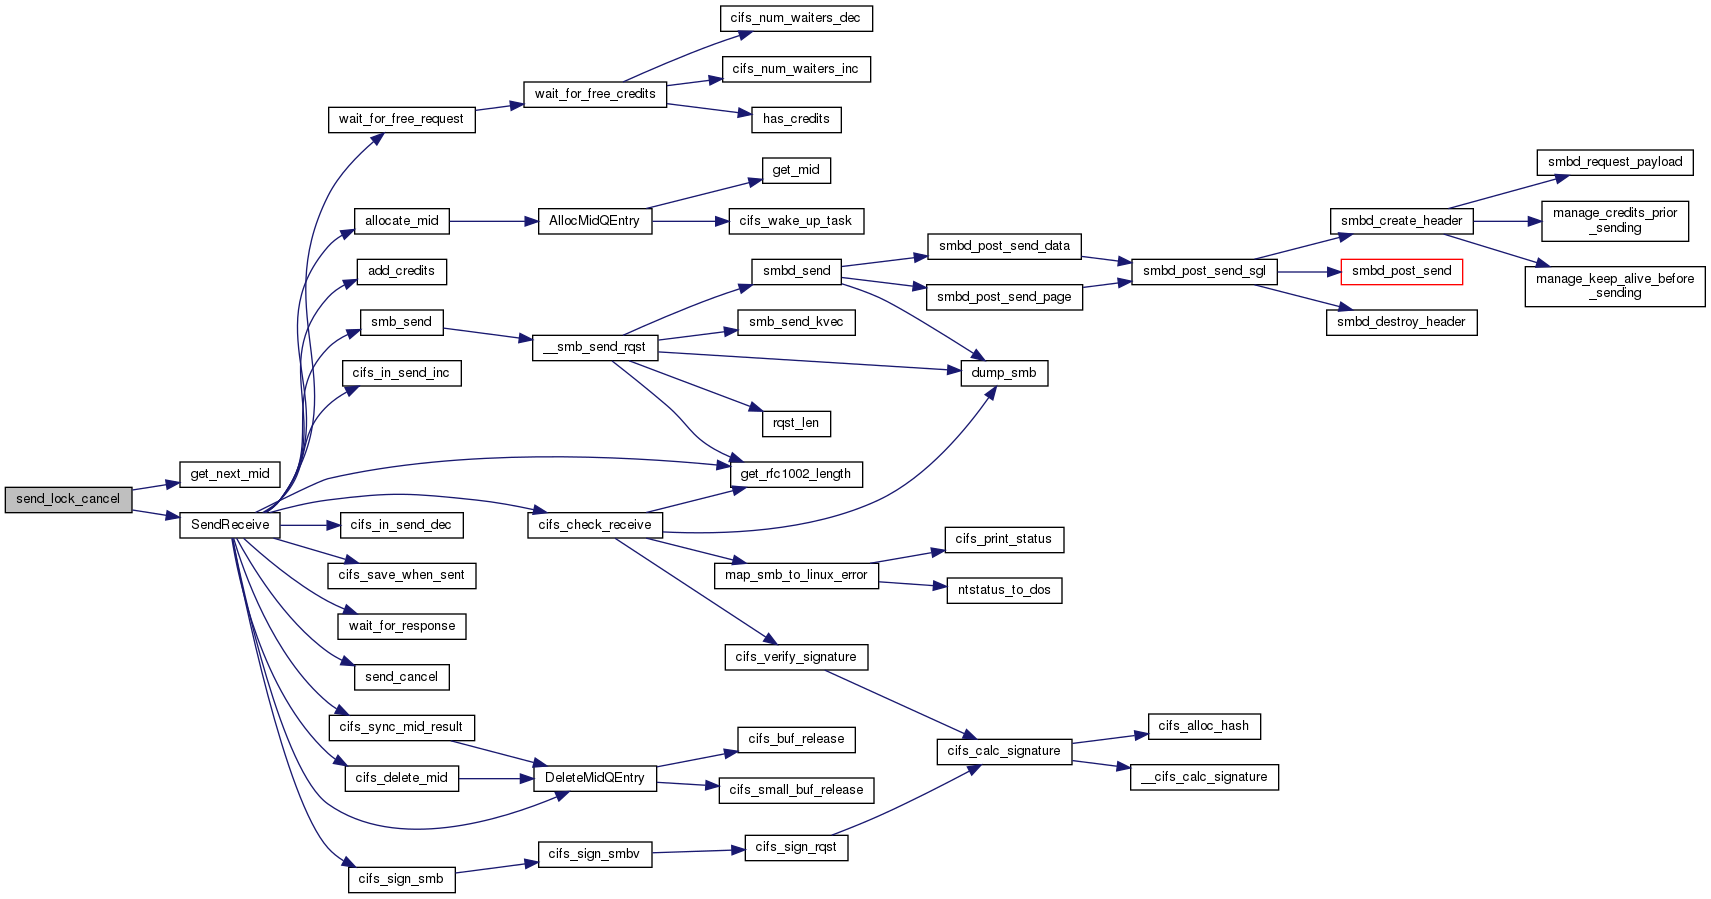 cifs_num_waiters_dec
cifs_num_waiters_inc
wait_for_free_credits
wait_for_free_request
has_credits
get_mid
allocate_mid
AllocMidQEntry
cifs_wake_up_task
smbd_request_payload
smbd_create_header
manage_credits_prior
_sending
add_credits
smbd_send
smbd_post_send_data
smbd_post_send_sgl
smbd_post_send
manage_keep_alive_before
_sending
smbd_post_send_page
smb_send
smb_send_kvec
smbd_destroy_header
__smb_send_rqst
cifs_in_send_inc
dump_smb
rqst_len
get_next_mid
get_rfc1002_length
send_lock_cancel
SendReceive
cifs_in_send_dec
cifs_check_receive
cifs_print_status
cifs_save_when_sent
map_smb_to_linux_error
ntstatus_to_dos
wait_for_response
cifs_verify_signature
send_cancel
cifs_sync_mid_result
cifs_buf_release
cifs_calc_signature
cifs_alloc_hash
cifs_delete_mid
DeleteMidQEntry
cifs_small_buf_release
__cifs_calc_signature
cifs_sign_smb
cifs_sign_smbv
cifs_sign_rqst